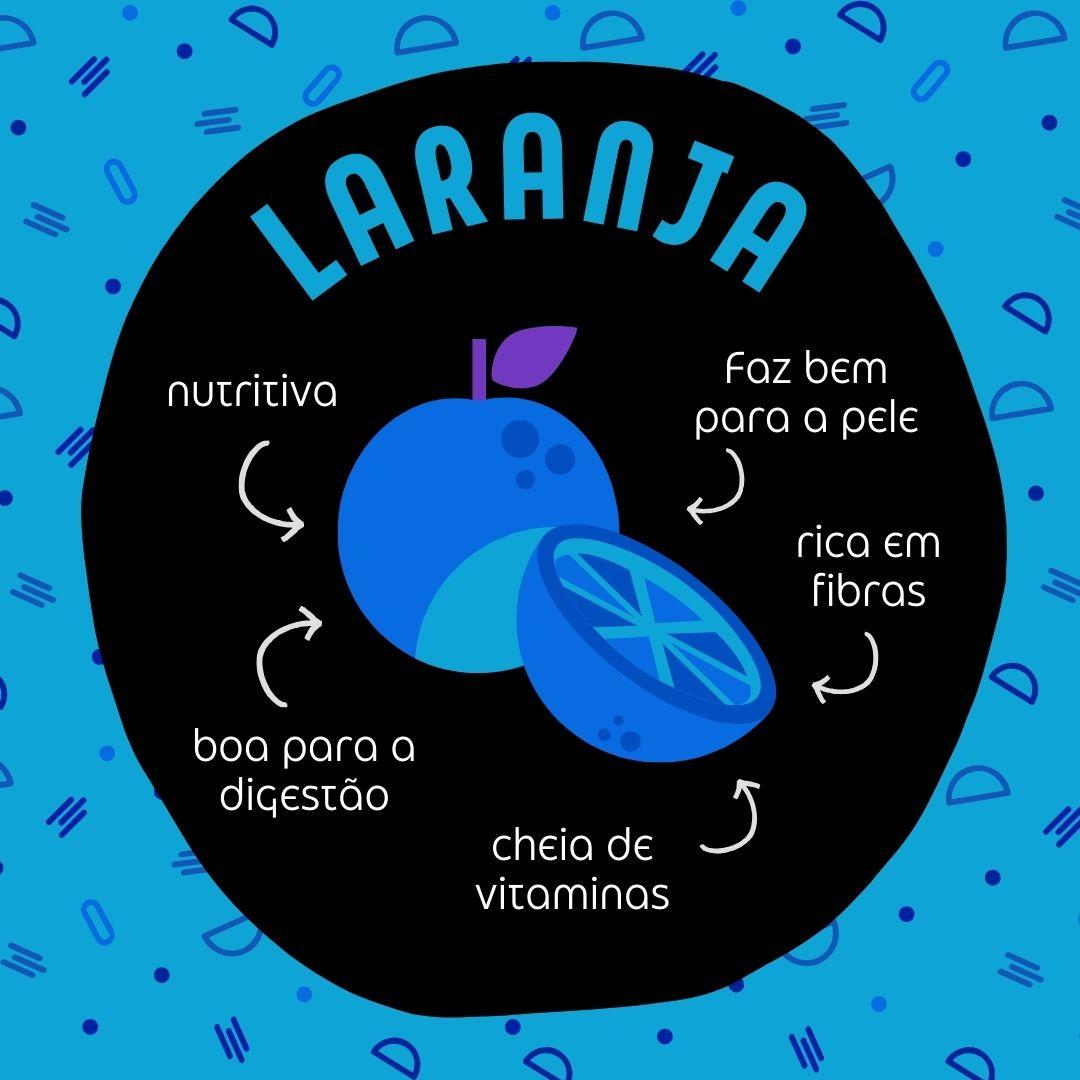 LARANJA
nutritiva
Faz bem
para a pele
rica em
fibras
boa para a
digestão
cheia de
vitaminas